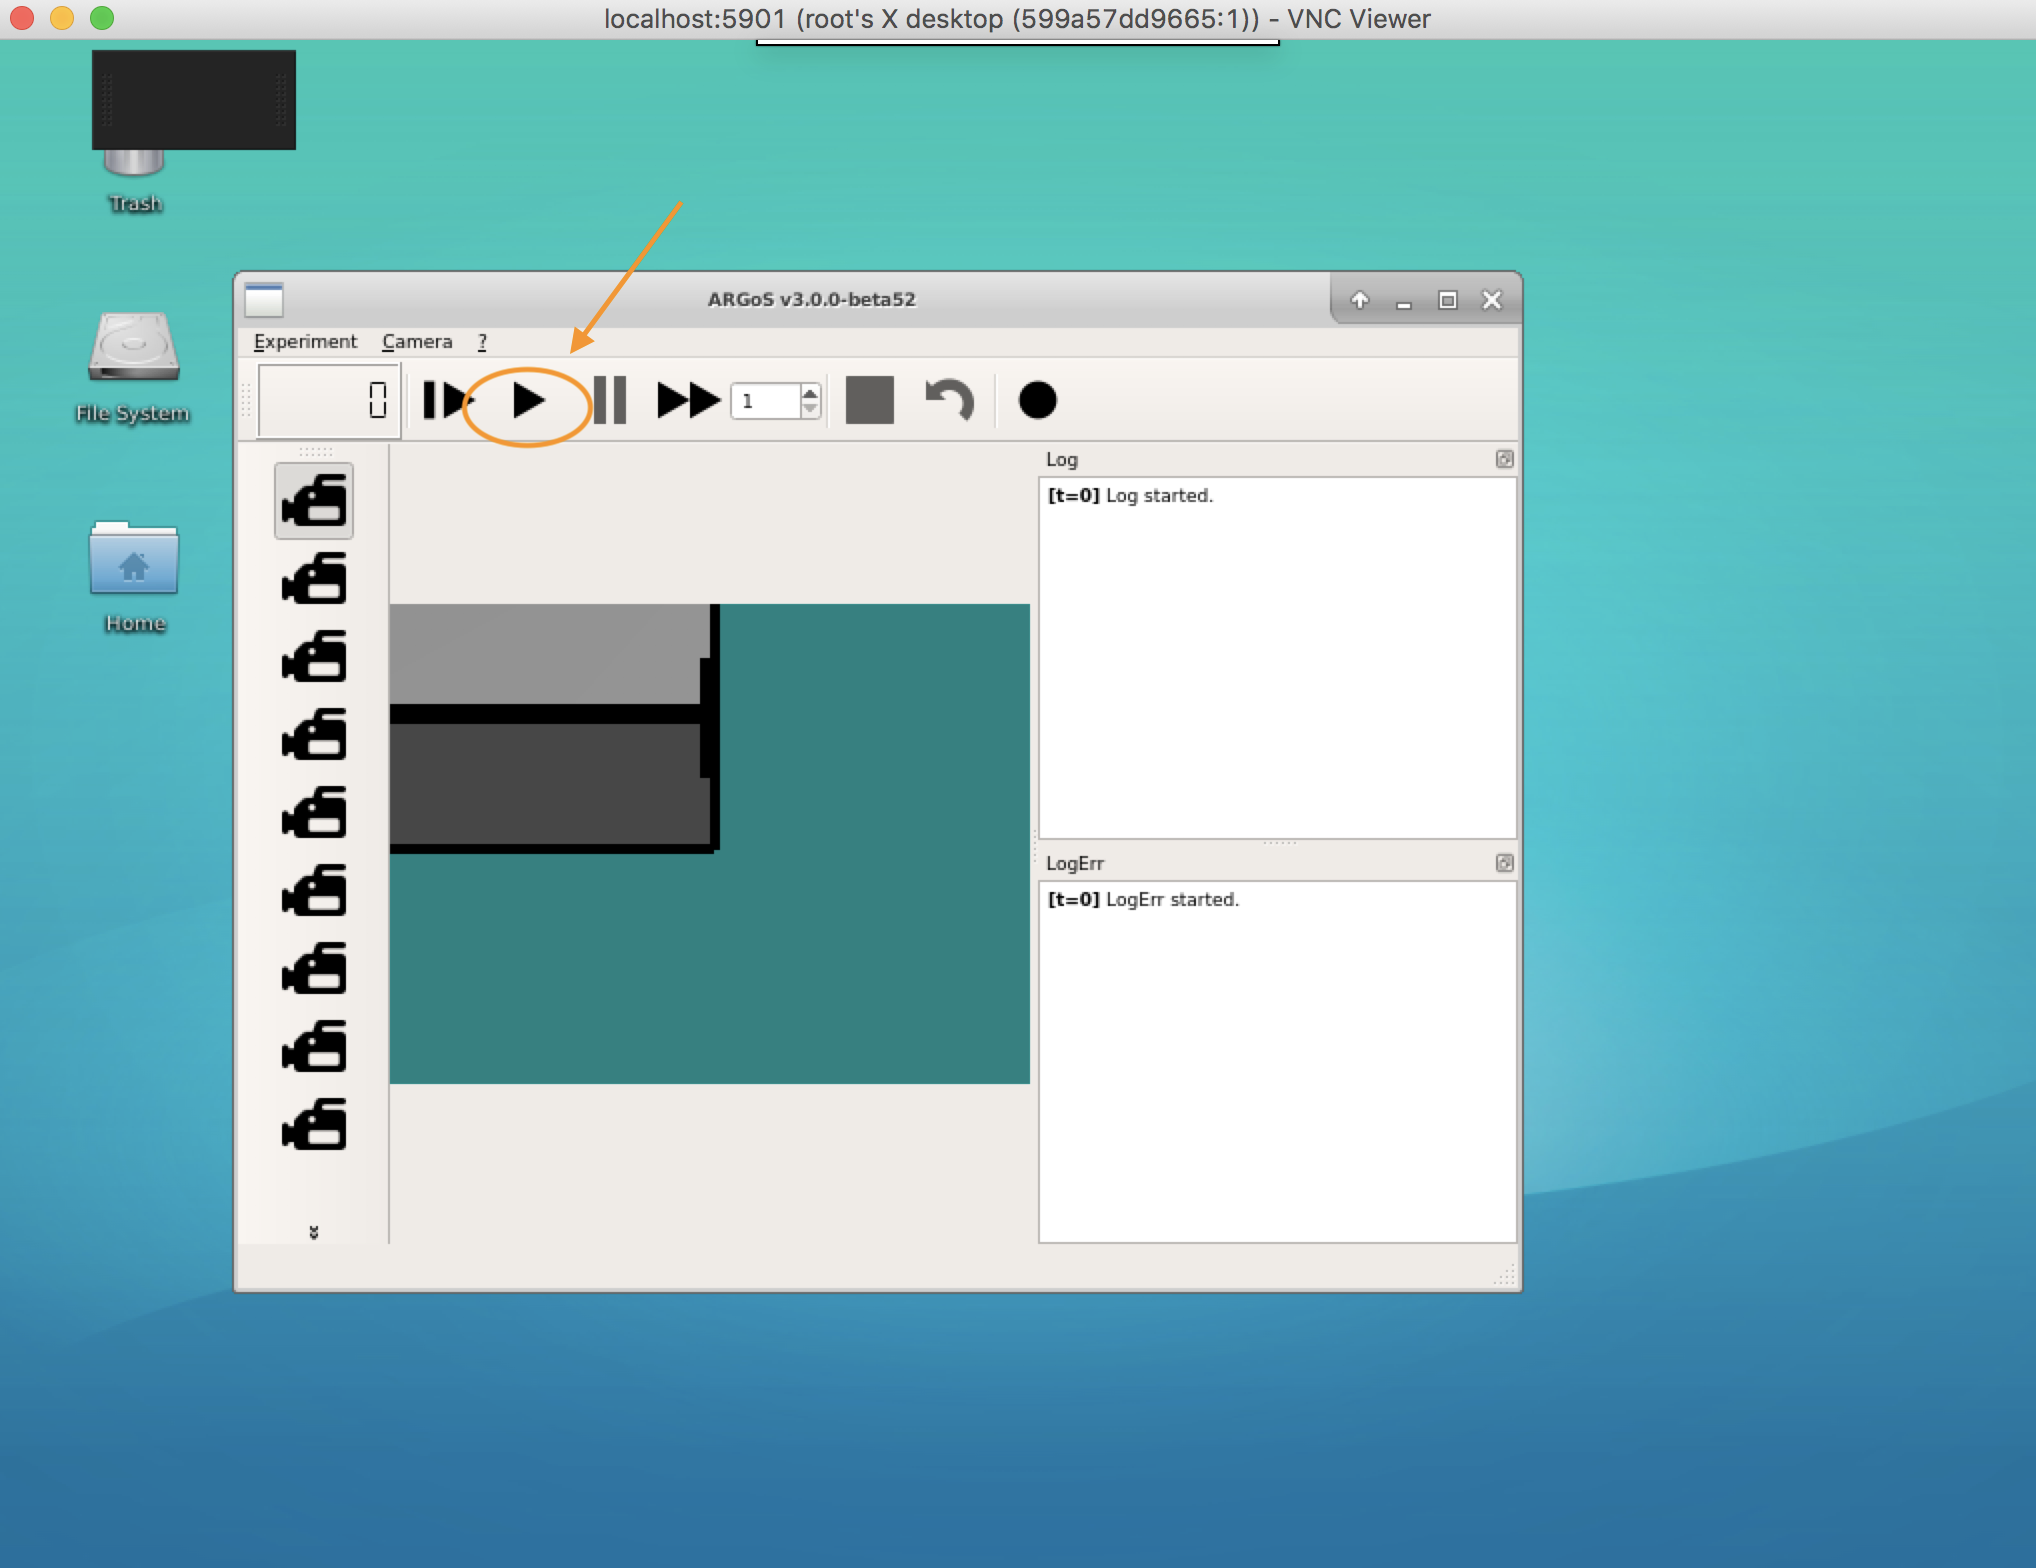 localhost:5901 (root's X desktop (599a57dd9665:1)) - VNC Viewer
Trash
File System
Home
ARGoS v3.0.0-beta52
Experiment Camera ?
0
1
Log
[t=0] Log started.
LogErr
[t=0] LogErr started.